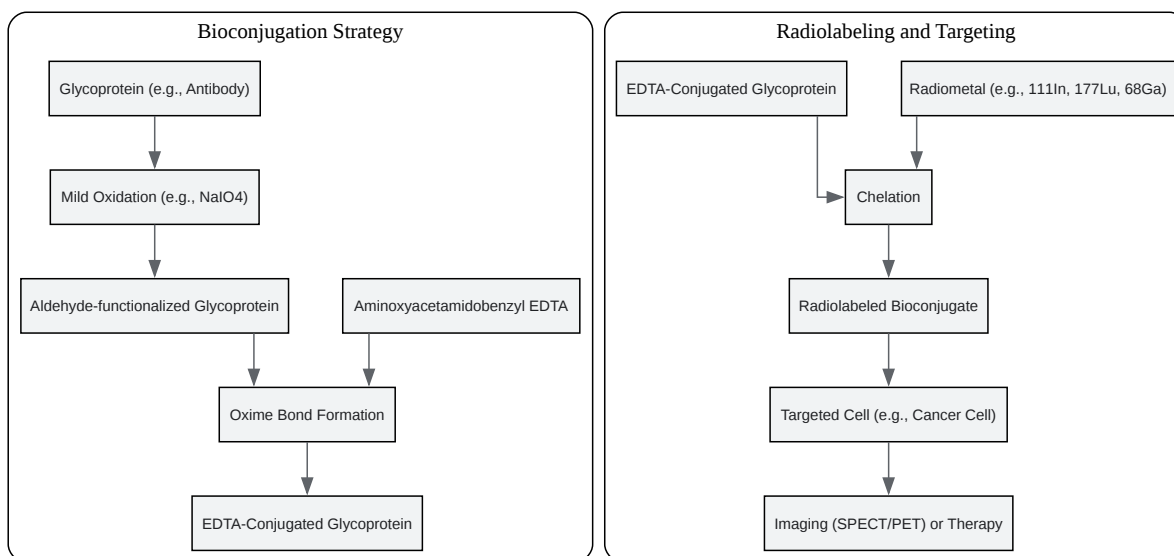 Bioconjugation Strategy
Glycoprotein (e.g., Antibody)
Mild Oxidation (e.g., NaIO4)
Aldehyde-functionalized Glycoprotein
Aminoxyacetamidobenzyl EDTA
Oxime Bond Formation
EDTA-Conjugated Glycoprotein
Radiolabeling and Targeting
EDTA-Conjugated Glycoprotein
Radiometal (e.g., 111In, 177Lu, 68Ga)
Chelation
Radiolabeled Bioconjugate
Targeted Cell (e.g., Cancer Cell)
Imaging (SPECT/PET) or Therapy